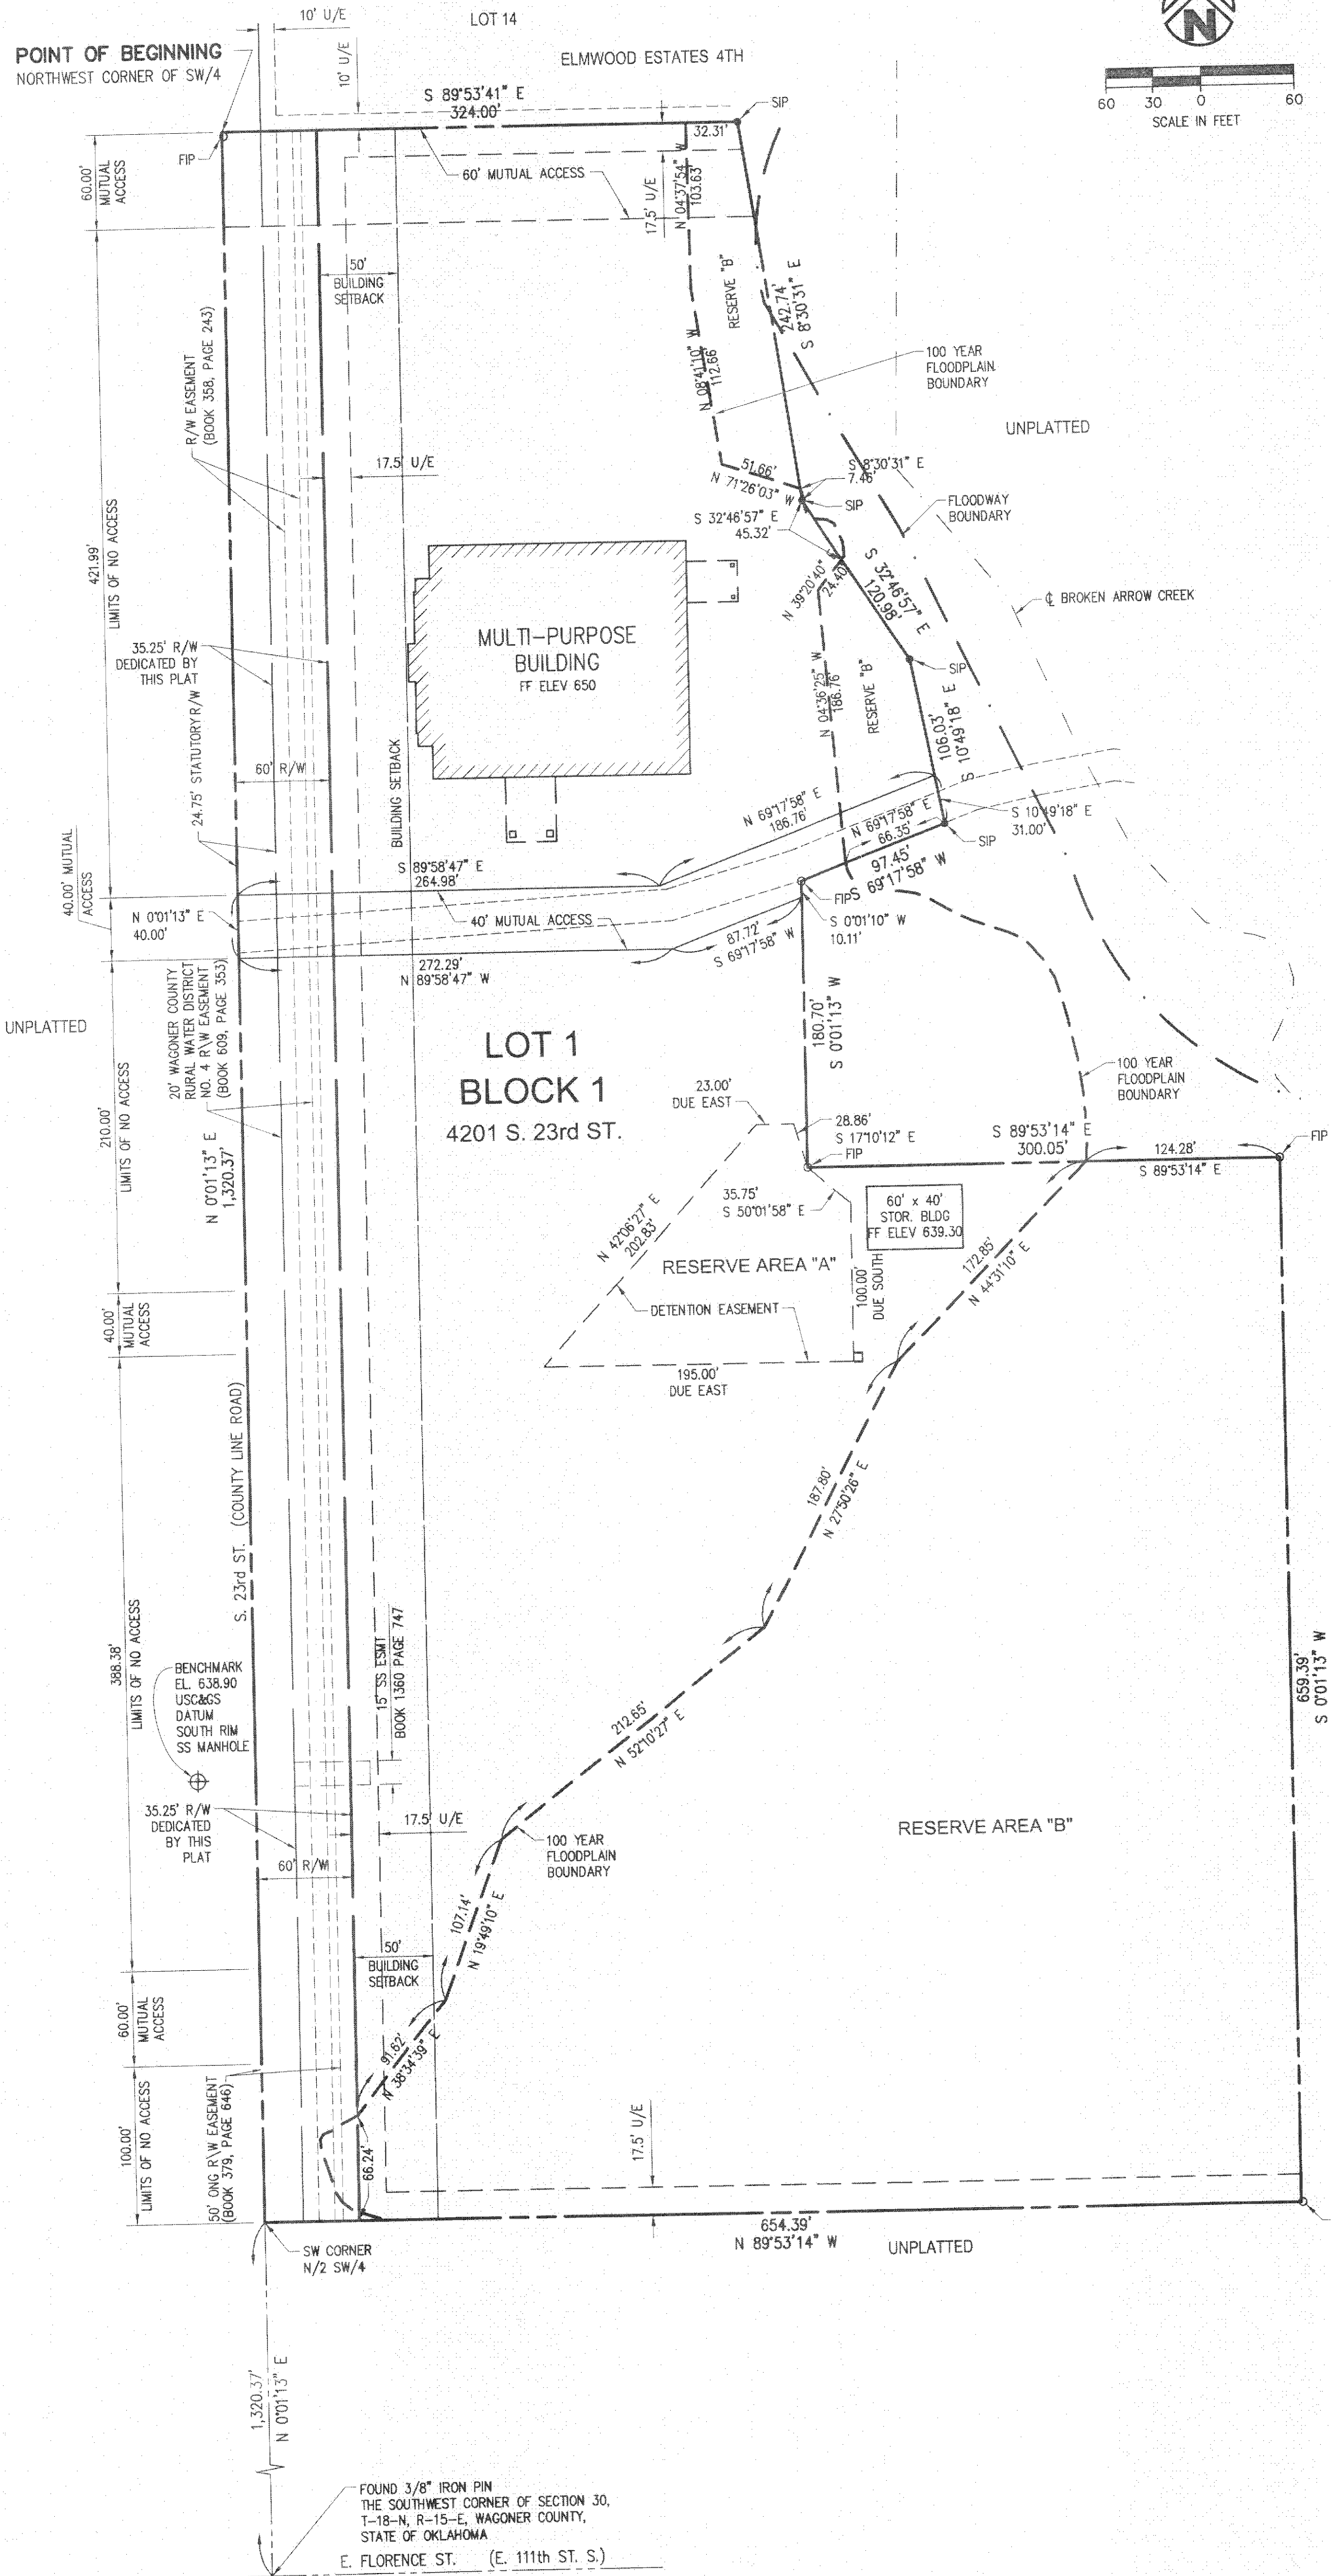 10' U/E
LOT 14
POINT OF BEGINNING
NORTHWEST CORNER OF SW/4
10' U/E
ELMWOOD ESTATES 4TH
N
60 30 0 60
SCALE IN FEET
S 89°53'41" E
324.00'
SIP
32.31'
FIP
60.00'
MUTUAL
ACCESS
60' MUTUAL ACCESS
17.5' U/E
N 04°37'54" W
103.63'
50'
BUILDING
SETBACK
RESERVE "B"
242.74'
S 8°30'31" E
R/W EASEMENT
(BOOK 358, PAGE 243)
N 08°41'10" W
112.66'
100 YEAR
FLOODPLAIN
BOUNDARY
UNPLATTED
17.5' U/E
51.66'
N 71°26'03" W
S 8°30'31" E
7.46'
SIP
FLOODWAY
BOUNDARY
S 32°46'57" E
45.32'
421.99'
LIMITS OF NO ACCESS
N 39°20'40" E
24.40'
S 32°46'57" E
120.98'
℄ BROKEN ARROW CREEK
MULTI-PURPOSE
BUILDING
FF ELEV 650
35.25' R/W
DEDICATED BY
THIS PLAT
SIP
N 04°36'25" W
186.76'
RESERVE "B"
106.03'
S 10°49'18" E
24.75' STATUTORY R/W
60' R/W
BUILDING SETBACK
N 69°17'58" E
186.76'
N 69°17'58" E
66.35'
S 10°49'18" E
31.00'
SIP
97.45'
S 69°17'58" W
S 89°58'47" E
264.98'
FIP
40.00' MUTUAL
ACCESS
N 0°01'13" E
40.00'
40' MUTUAL ACCESS
87.72'
S 69°17'58" W
S 0°01'10" W
10.11'
272.29'
N 89°58'47" W
20' WAGONER COUNTY
RURAL WATER DISTRICT
NO. 4 R\W EASEMENT
(BOOK 609, PAGE 353)
UNPLATTED
LOT 1
BLOCK 1
4201 S. 23rd ST.
180.70'
S 0°01'13" W
100 YEAR
FLOODPLAIN
BOUNDARY
210.00'
LIMITS OF NO ACCESS
23.00'
DUE EAST
28.86'
S 17°10'12" E
FIP
S 89°53'14" E
300.05'
124.28'
S 89°53'14" E
FIP
N 0°01'13" E
1,320.37'
35.75'
S 50°01'58" E
60' x 40'
STOR. BLDG
FF ELEV 639.30
N 42°06'27" E
202.83'
RESERVE AREA "A"
172.85'
N 44°31'10" E
DETENTION EASEMENT
100.00'
DUE SOUTH
40.00'
MUTUAL
ACCESS
195.00'
DUE EAST
S. 23rd ST. (COUNTY LINE ROAD)
187.80'
N 27°50'26" E
388.38'
LIMITS OF NO ACCESS
15' SS ESMT
BOOK 1360 PAGE 747
659.39'
S 0°01'13" W
BENCHMARK
EL. 638.90
USC&GS
DATUM
SOUTH RIM
SS MANHOLE
212.65'
N 52°10'27" E
35.25' R/W
DEDICATED
BY THIS
PLAT
17.5' U/E
100 YEAR
FLOODPLAIN
BOUNDARY
RESERVE AREA "B"
60' R/W
107.14'
N 19°49'10" E
50'
BUILDING
SETBACK
60.00'
MUTUAL
ACCESS
91.62'
N 38°34'39" E
100.00'
LIMITS OF NO ACCESS
50' ONG R\W EASEMENT
(BOOK 379, PAGE 646)
66.24'
17.5' U/E
654.39'
N 89°53'14" W
UNPLATTED
SW CORNER
N/2 SW/4
1,320.37'
N 0°01'13" E
FOUND 3/8" IRON PIN
THE SOUTHWEST CORNER OF SECTION 30,
T-18-N, R-15-E, WAGONER COUNTY,
STATE OF OKLAHOMA
E. FLORENCE ST. (E. 111th ST. S.)